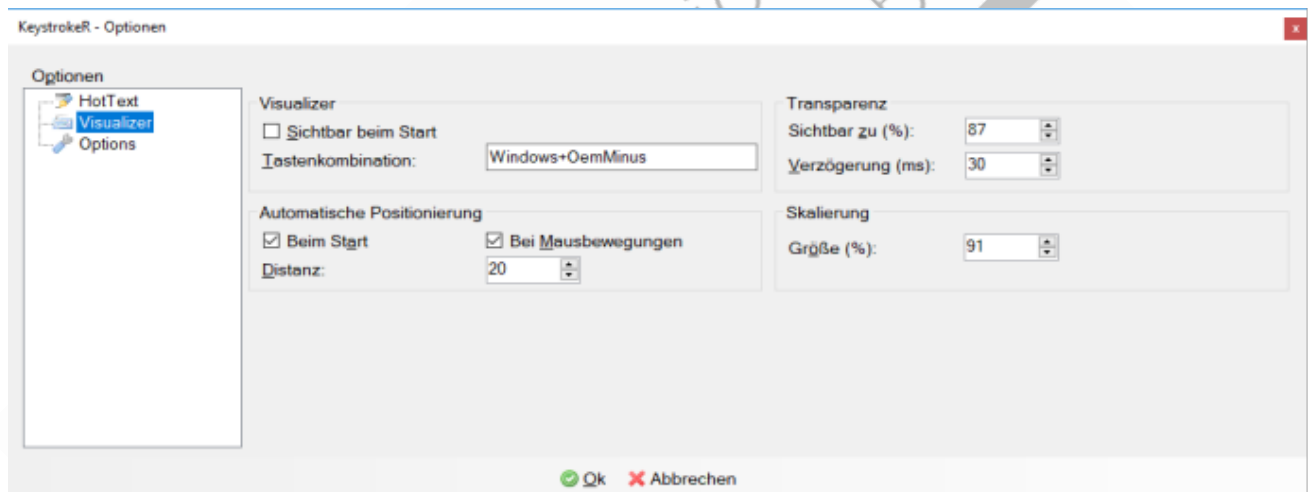 KeystrokeR - Optionen
x
Optionen
HotText
Visualizer
Options
Visualizer
Sichtbar beim Start
Tastenkombination: Windows+OemMinus
Transparenz
Sichtbar zu (%): 87
Verzögerung (ms): 30
Automatische Positionierung
Beim Start Bei Mausbewegungen
Distanz: 20
Skalierung
Größe (%): 91
Ok Abbrechen